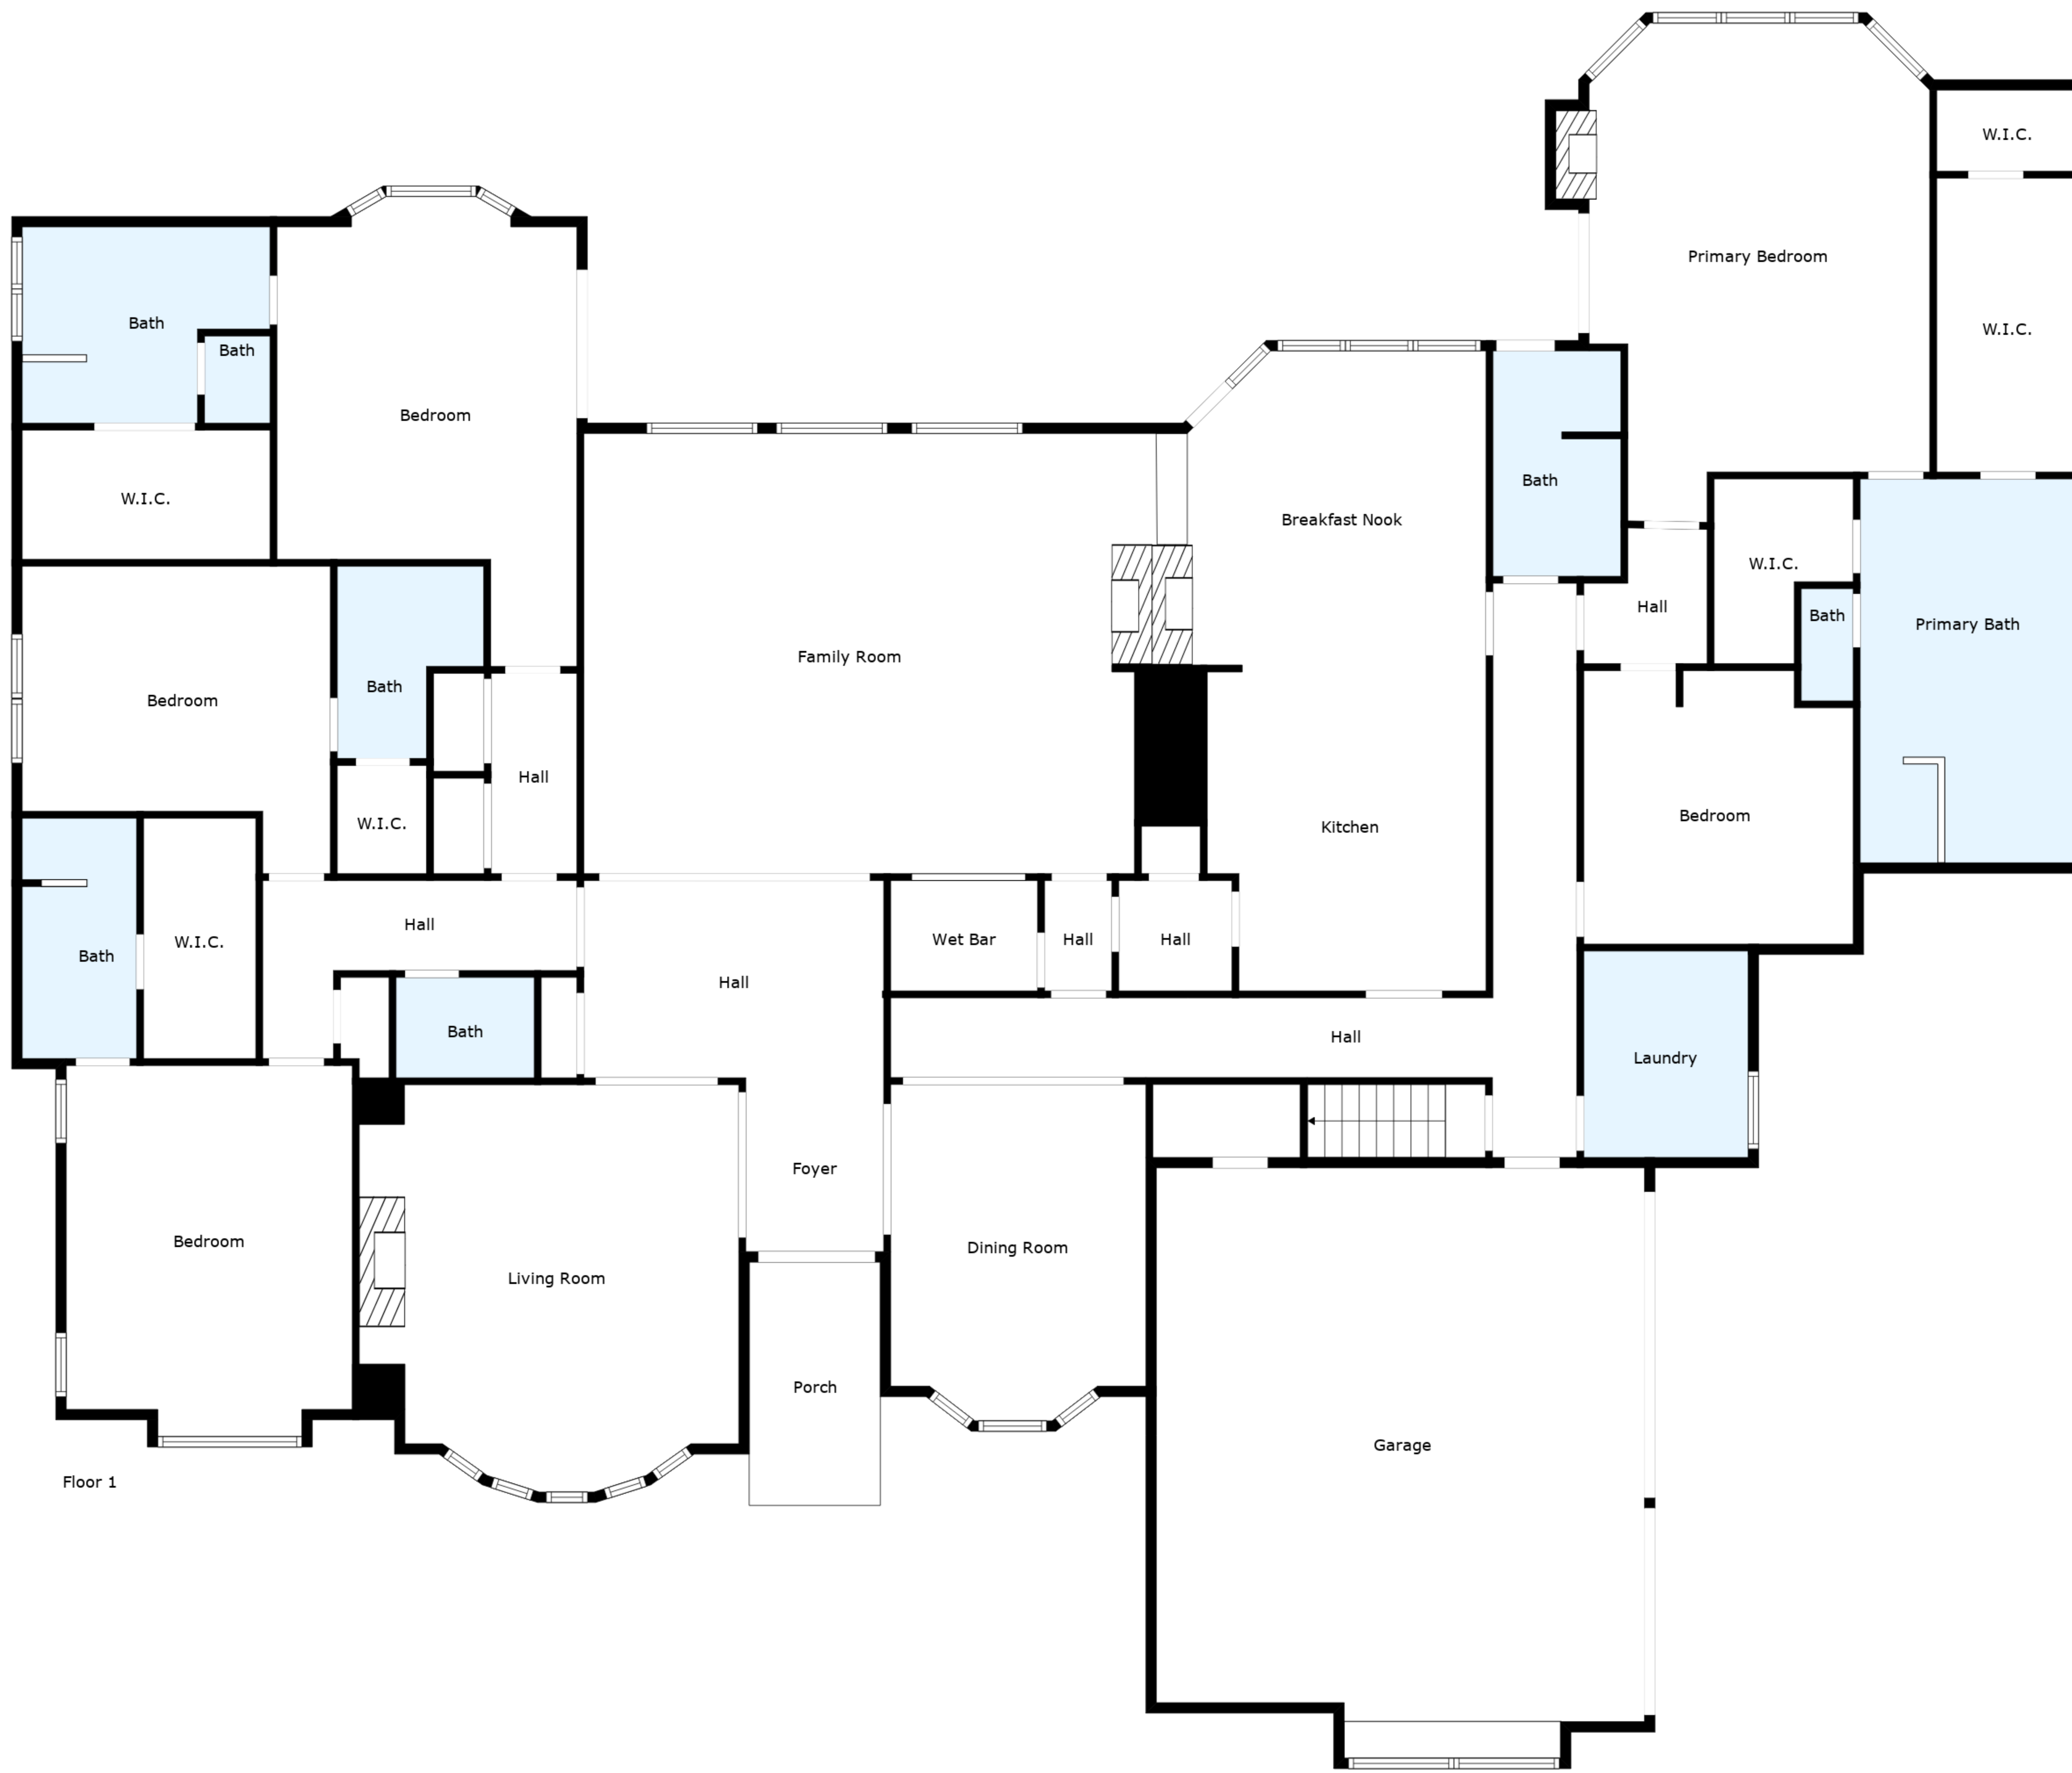 W.I.C.
Primary Bedroom
Bath
W.I.C.
Bath
Bedroom
Bath
W.I.C.
Breakfast Nook
W.I.C.
Hall
Bath
Primary Bath
Family Room
Bath
Bedroom
Hall
Bedroom
W.I.C.
Kitchen
Hall
W.I.C.
Wet Bar
Hall
Hall
Bath
Hall
Bath
Hall
Laundry
Foyer
Bedroom
Dining Room
Living Room
Porch
Garage
Floor 1